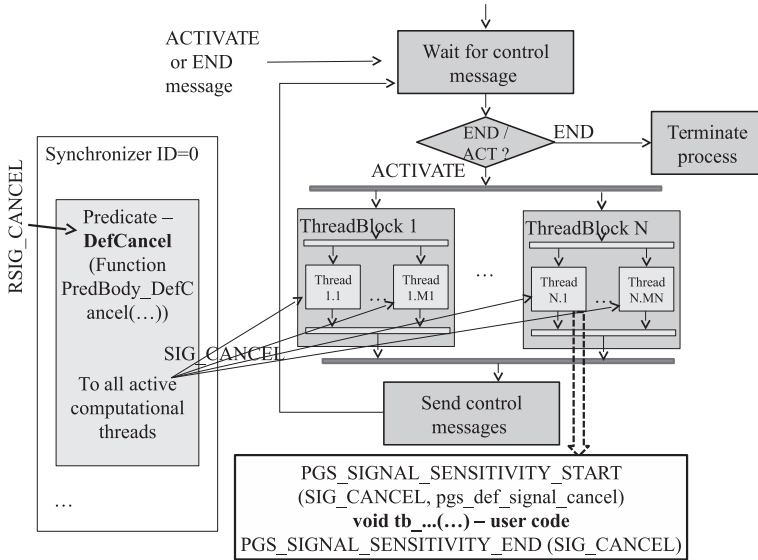 ACTIVATE
or END
message
Wait for control
message
END /
ACT ?
END
Terminate
process
ACTIVATE
Synchronizer ID=0
RSIG_CANCEL
Predicate –
DefCancel
(Function
PredBody_DefC
ancel(…))
To all active
computational
threads
…
SIG_CANCEL
ThreadBlock 1
Thread
1.1
…
Thread
1.M1
…
ThreadBlock N
Thread
N.1
…
Thread
N.MN
Send control
messages
PGS_SIGNAL_SENSITIVITY_START
(SIG_CANCEL, pgs_def_signal_cancel)
void tb_...(…) – user code
PGS_SIGNAL_SENSITIVITY_END (SIG_CANCEL)